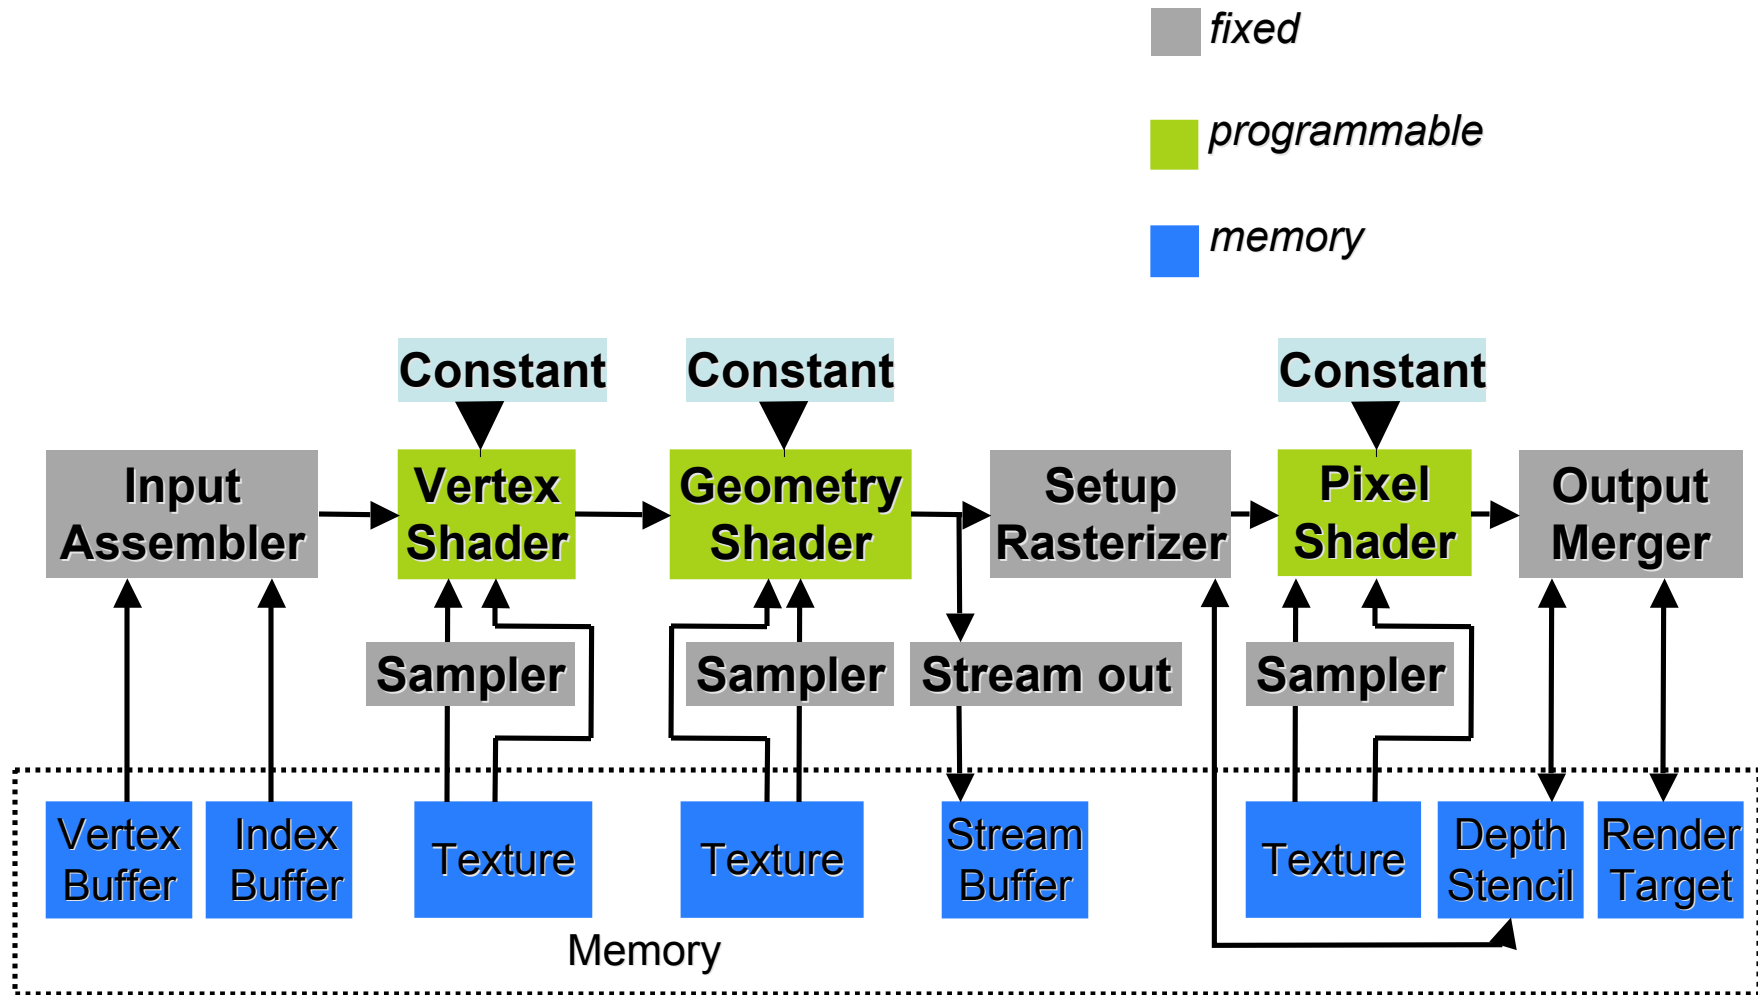 fixed
programmable
memory
Constant
Constant
Constant
Input
Assembler
Vertex
Shader
Geometry
Shader
Setup
Rasterizer
Pixel
Shader
Output
Merger
Sampler
Sampler
Stream out
Sampler
Vertex
Buffer
Index
Buffer
Texture
Texture
Stream
Buffer
Texture
Depth
Stencil
Render
Target
Memory